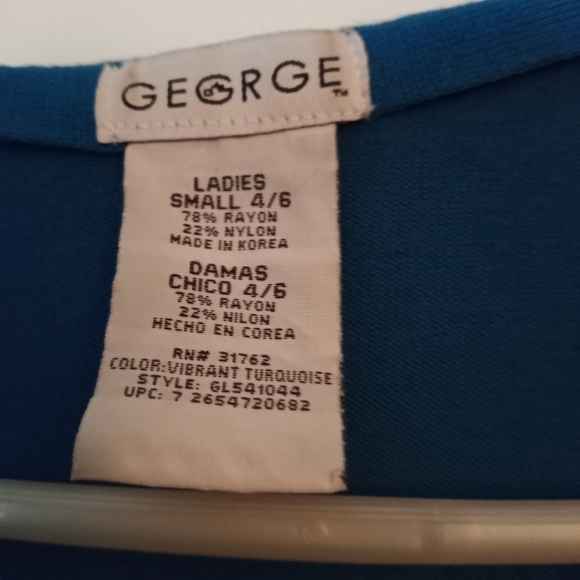 GEORGE™
LADIES
SMALL 4/6
78% RAYON
22% NYLON
MADE IN KOREA
DAMAS
CHICO 4/6
78% RAYON
22% NILON
HECHO EN COREA
RN# 31762
COLOR:VIBRANT TURQUOISE
STYLE: GL541044
UPC: 7 2654720682